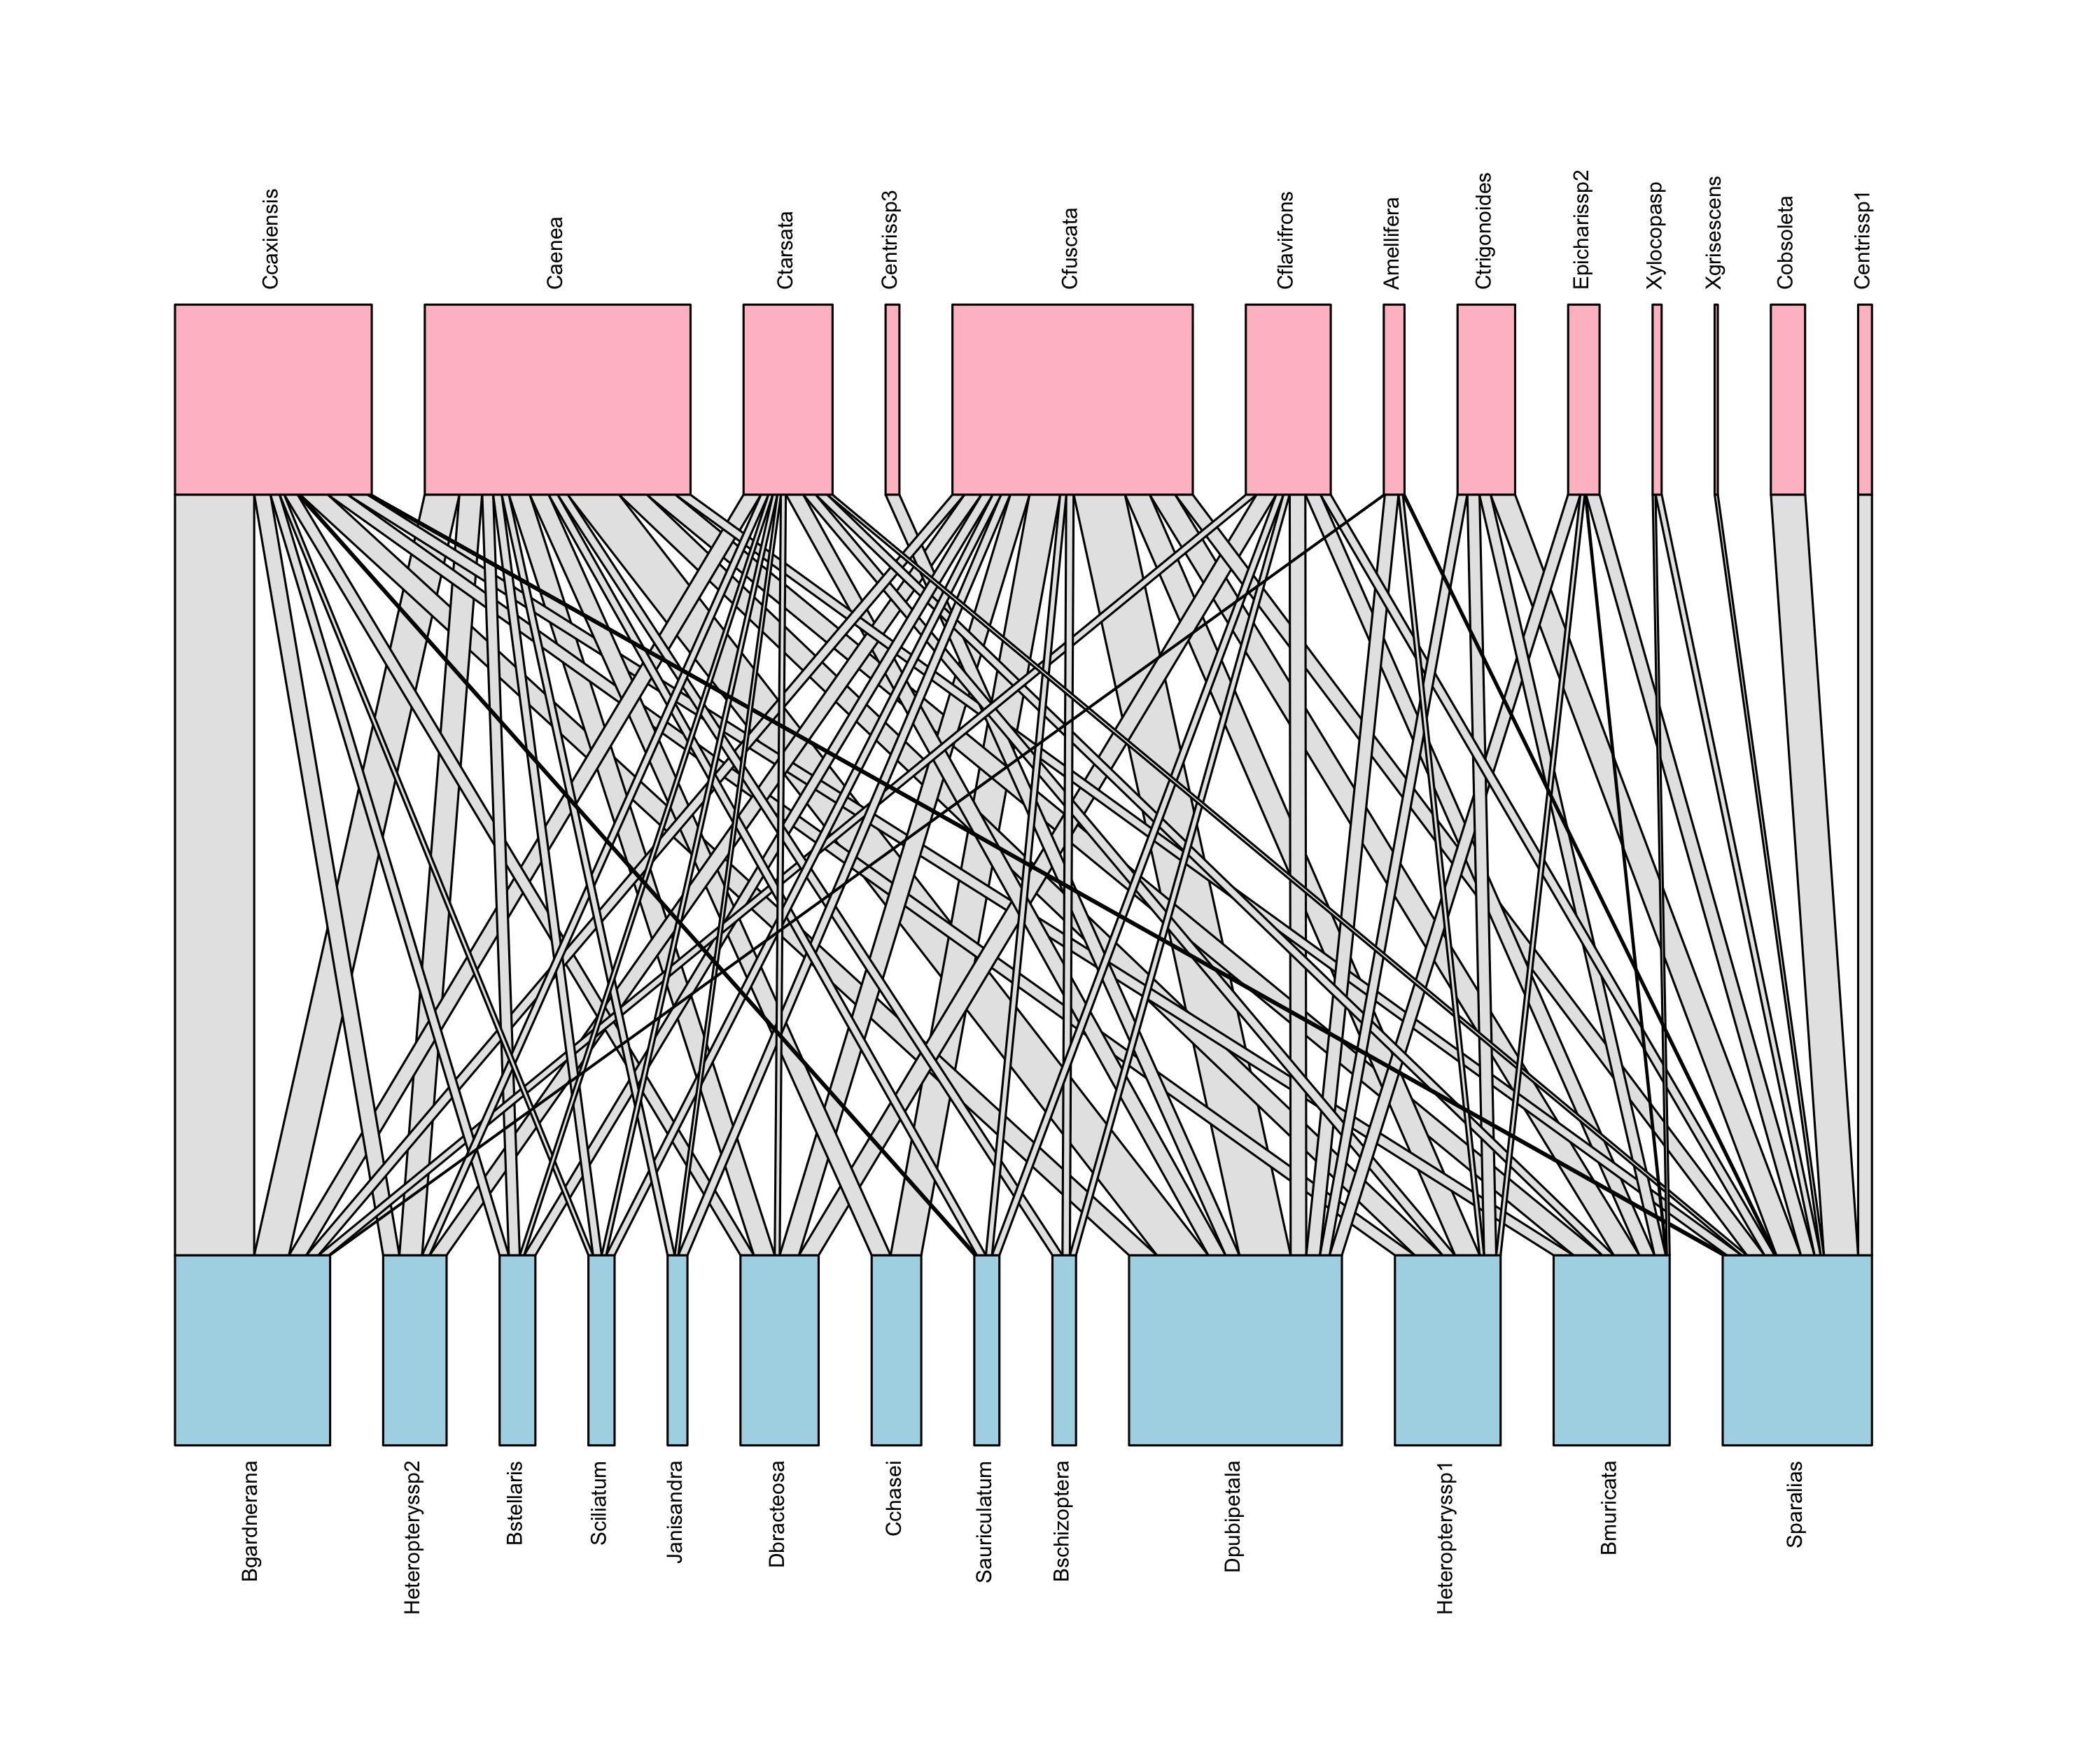 Ccaxiensis
Caenea
Ctarsata
Centrissp3
Cfuscata
Cflavifrons
Amellifera
Ctrigonoides
Epicharissp2
Xylocopasp
Xgrisescens
Cobsoleta
Centrissp1
Bgardnerana
Heteropteryssp2
Bstellaris
Sciliatum
Janisandra
Dbracteosa
Cchasei
Sauriculatum
Bschizoptera
Dpubipetala
Heteropteryssp1
Bmuricata
Sparalias